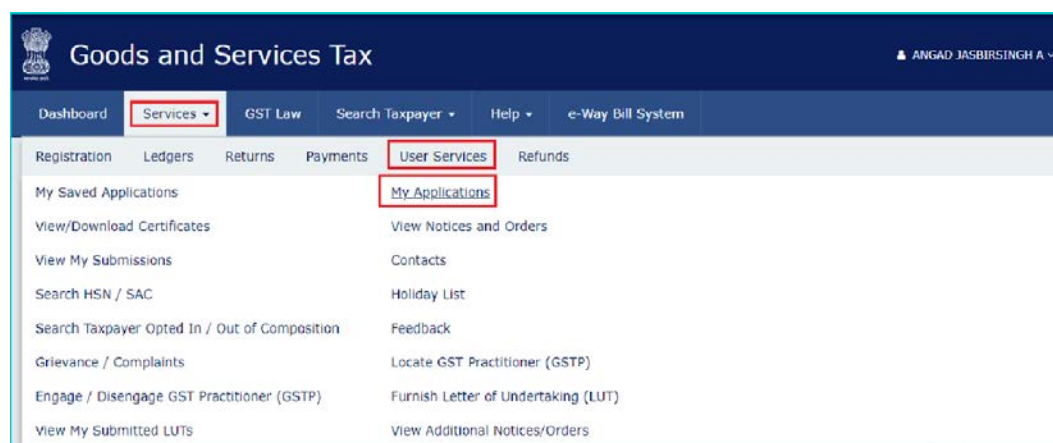 Goods and Services Tax
ANGAD JASBIRSINGH A
Dashboard Services GST Law Search Taxpayer Help e-Way Bill System
Registration Ledgers Returns Payments User Services Refunds
My Saved Applications My Applications
View/Download Certificates View Notices and Orders
View My Submissions Contacts
Search HSN / SAC Holiday List
Search Taxpayer Opted In / Out of Composition Feedback
Grievance / Complaints Locate GST Practitioner (GSTP)
Engage / Disengage GST Practitioner (GSTP) Furnish Letter of Undertaking (LUT)
View My Submitted LUTs View Additional Notices/Orders